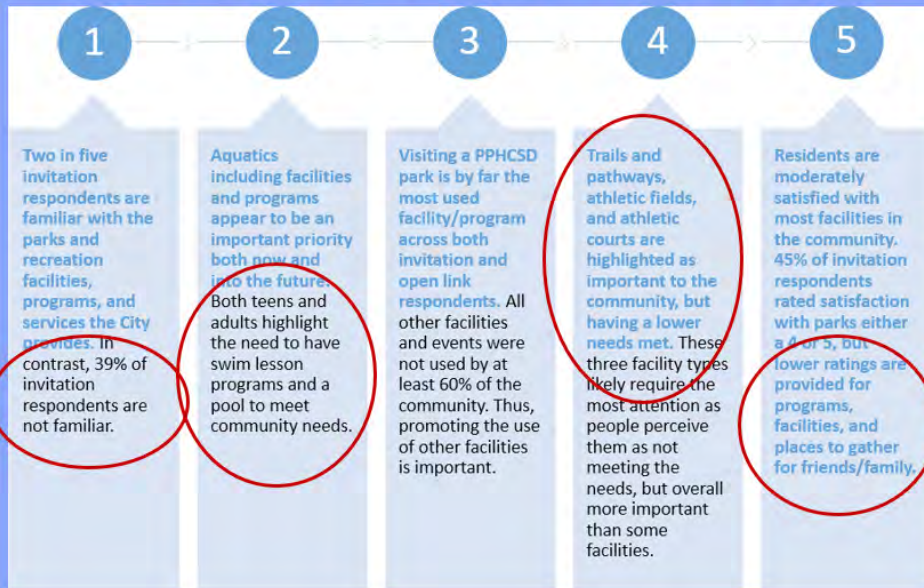 1
2
3
4
5
Two in five
invitation
respondents are
familiar with the
parks and
recreation
facilities,
programs, and
services the City
provides. In
contrast, 39% of
invitation
respondents are
not familiar.
Aquatics
including facilities
and programs
appear to be an
important priority
both now and
into the future.
Both teens and
adults highlight
the need to have
swim lesson
programs and a
pool to meet
community needs.
Visiting a PPHCSD
park is by far the
most used
facility/program
across both
invitation and
open link
respondents. All
other facilities
and events were
not used by at
least 60% of the
community. Thus,
promoting the use
of other facilities
is important.
Trails and
pathways,
athletic fields,
and athletic
courts are
highlighted as
important to the
community, but
having a lower
needs met. These
three facility types
likely require the
most attention as
people perceive
them as not
meeting the
needs, but overall
more important
than some
facilities.
Residents are
moderately
satisfied with
most facilities in
the community.
45% of invitation
respondents
rated satisfaction
with parks either
a 4 or 5, but
lower ratings are
provided for
programs,
facilities, and
places to gather
for friends/family.